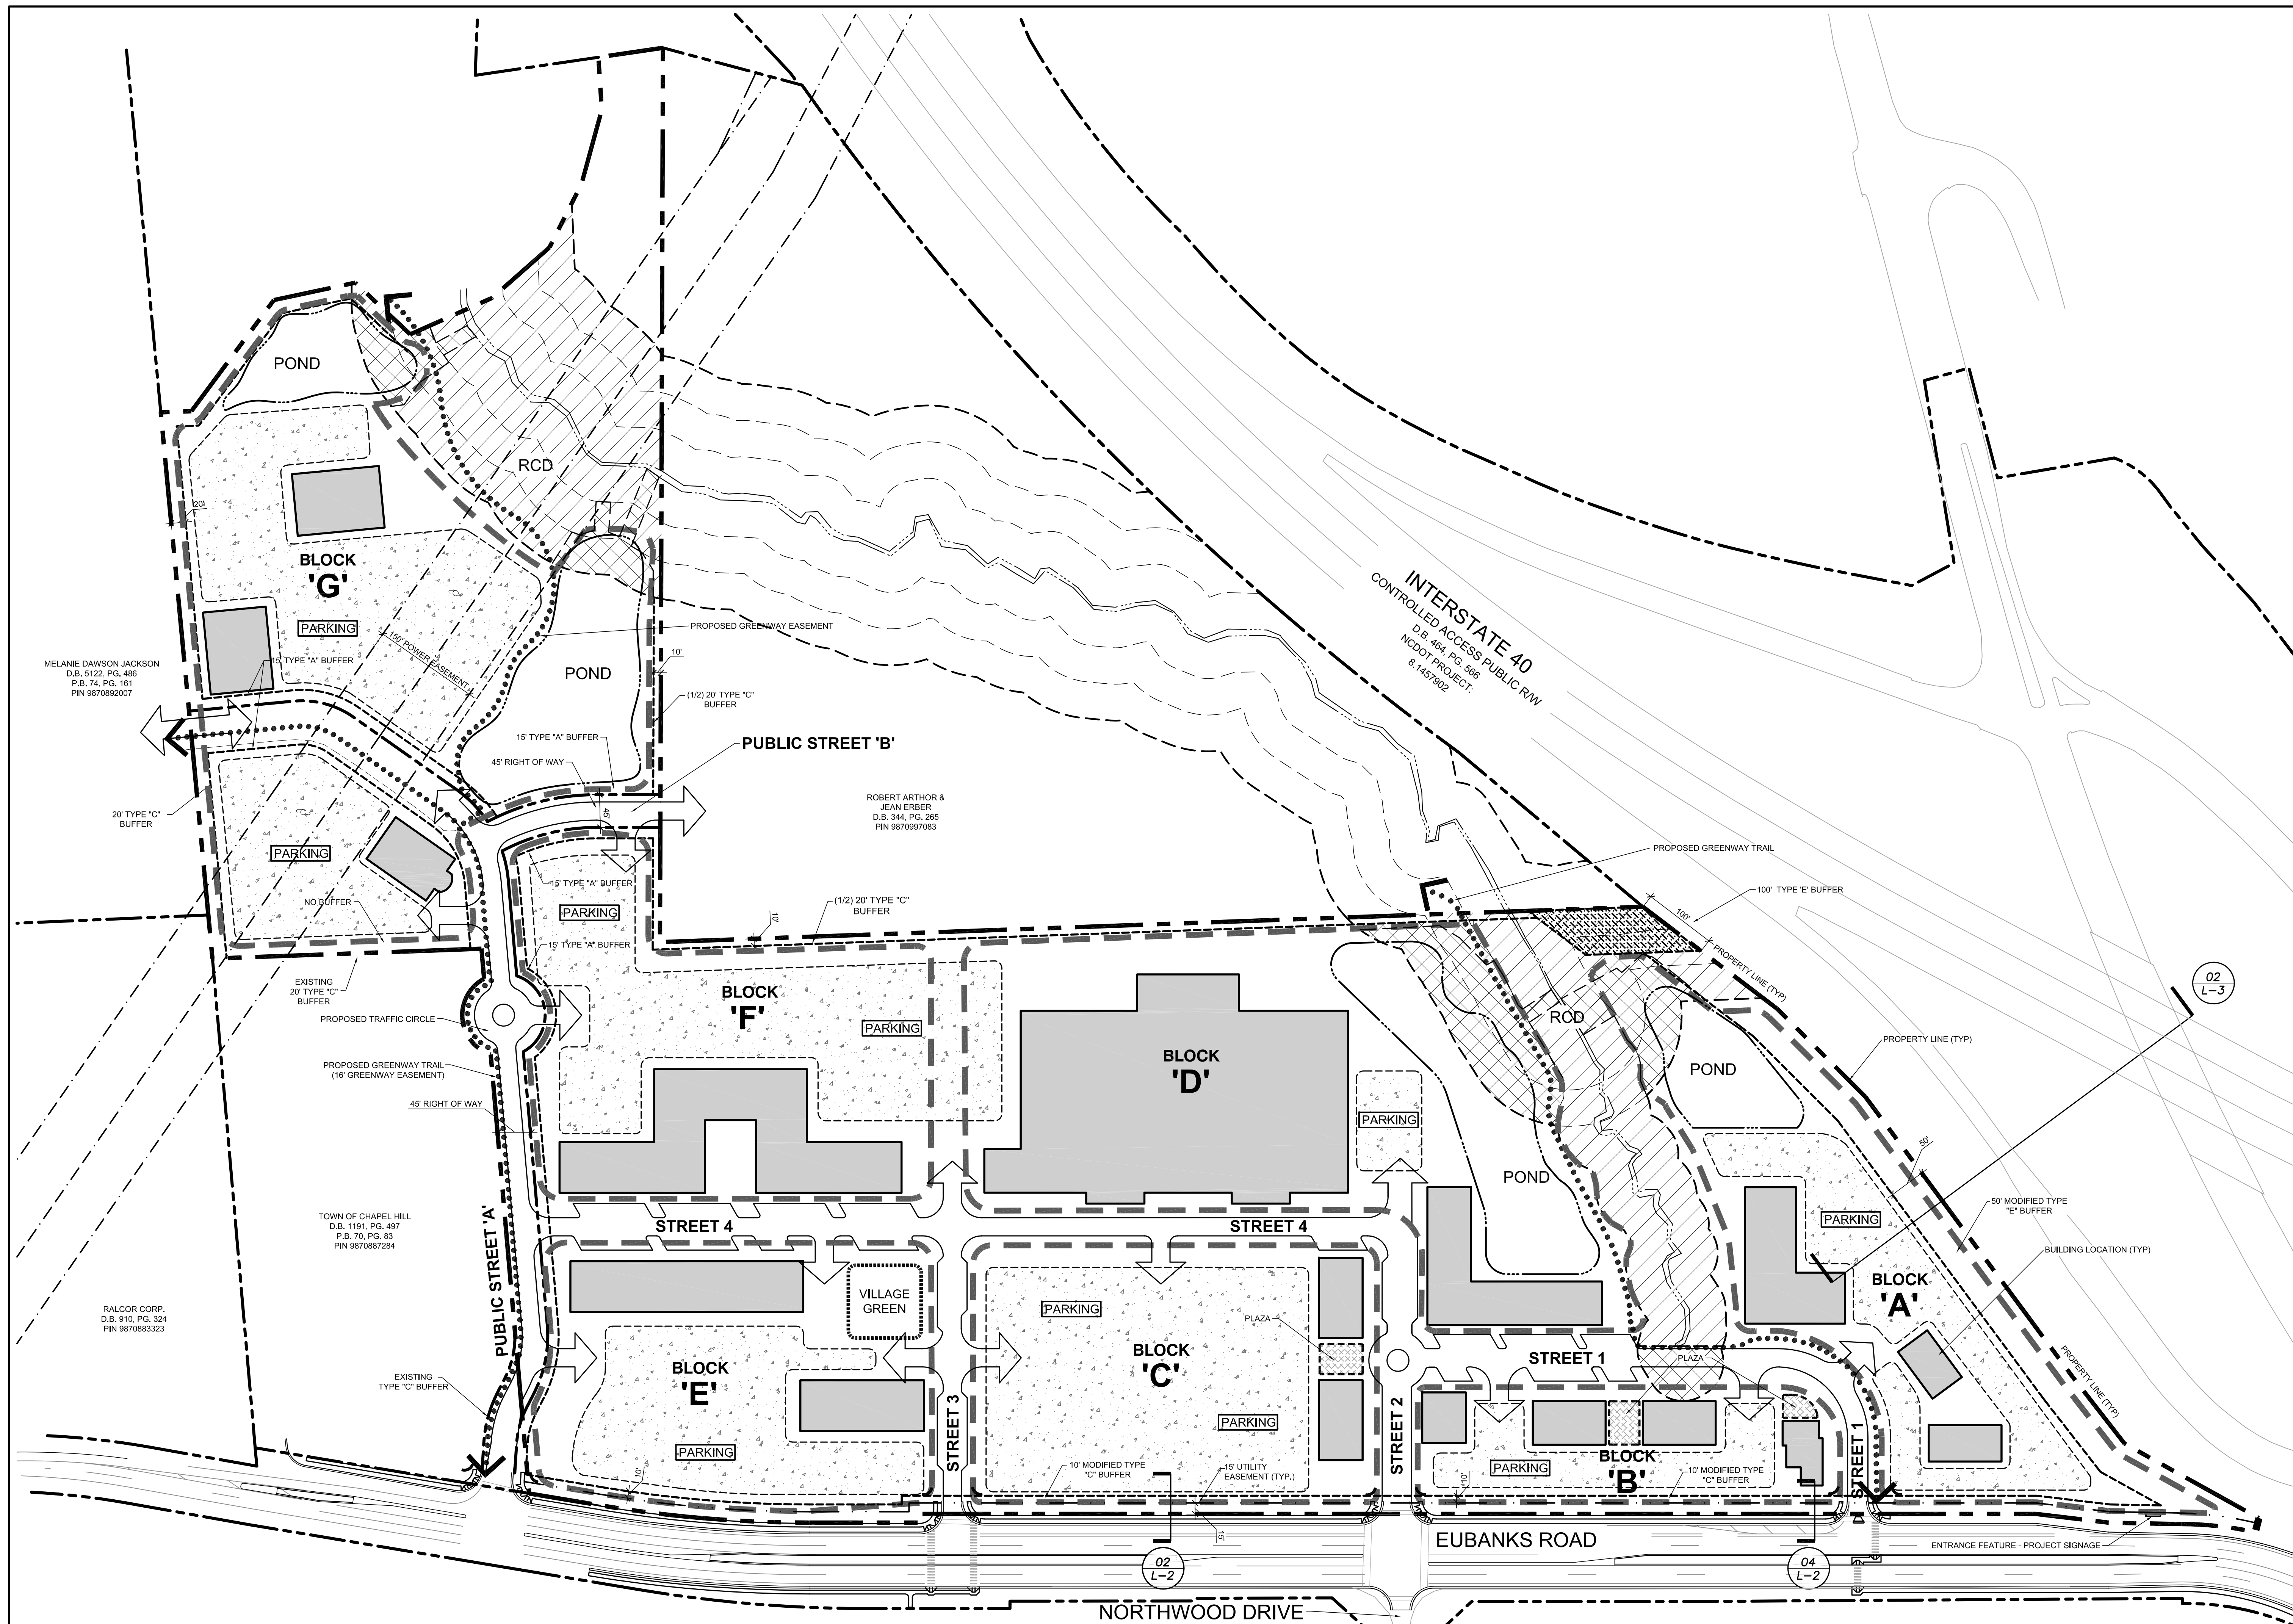 POND
RCD
20'
BLOCK
'G'
PARKING
150' POWER EASEMENT
15' TYPE "A" BUFFER
MELANIE DAWSON JACKSON
D.B. 5122, PG. 486
P.B. 74, PG. 161
PIN 9870892007
PROPOSED GREENWAY EASEMENT
10'
POND
(1/2) 20' TYPE "C"
BUFFER
15' TYPE "A" BUFFER
45' RIGHT OF WAY
PUBLIC STREET 'B'
45'
20' TYPE "C"
BUFFER
PARKING
NO BUFFER
INTERSTATE 40
CONTROLLED ACCESS PUBLIC R/W
D.B. 464, PG. 566
NCDOT PROJECT:
8.1457902
ROBERT ARTHOR &
JEAN ERBER
D.B. 344, PG. 265
PIN 9870997083
PROPOSED GREENWAY TRAIL
100' TYPE 'E' BUFFER
100'
PROPERTY LINE (TYP)
15' TYPE "A" BUFFER
PARKING
15' TYPE "A" BUFFER
(1/2) 20' TYPE "C"
BUFFER
10'
EXISTING
20' TYPE "C"
BUFFER
PROPOSED TRAFFIC CIRCLE
PROPOSED GREENWAY TRAIL
(16' GREENWAY EASEMENT)
45' RIGHT OF WAY
BLOCK
'F'
PARKING
BLOCK
'D'
PARKING
RCD
POND
POND
02
L-3
PROPERTY LINE (TYP)
50'
50' MODIFIED TYPE
"E" BUFFER
BUILDING LOCATION (TYP)
PARKING
BLOCK
'A'
PROPERTY LINE (TYP)
TOWN OF CHAPEL HILL
D.B. 1191, PG. 497
P.B. 70, PG. 83
PIN 9870887284
PUBLIC STREET 'A'
STREET 4
STREET 4
VILLAGE
GREEN
RALCOR CORP.
D.B. 910, PG. 324
PIN 9870883323
EXISTING
TYPE "C" BUFFER
BLOCK
'E'
PARKING
10'
STREET 3
PARKING
BLOCK
'C'
PLAZA
PARKING
10' MODIFIED TYPE
"C" BUFFER
15' UTILITY
EASEMENT (TYP.)
15'
STREET 2
STREET 1
PLAZA
PARKING
BLOCK
'B'
10'
10' MODIFIED TYPE
"C" BUFFER
STREET 1
EUBANKS ROAD
ENTRANCE FEATURE - PROJECT SIGNAGE
02
L-2
04
L-2
NORTHWOOD DRIVE